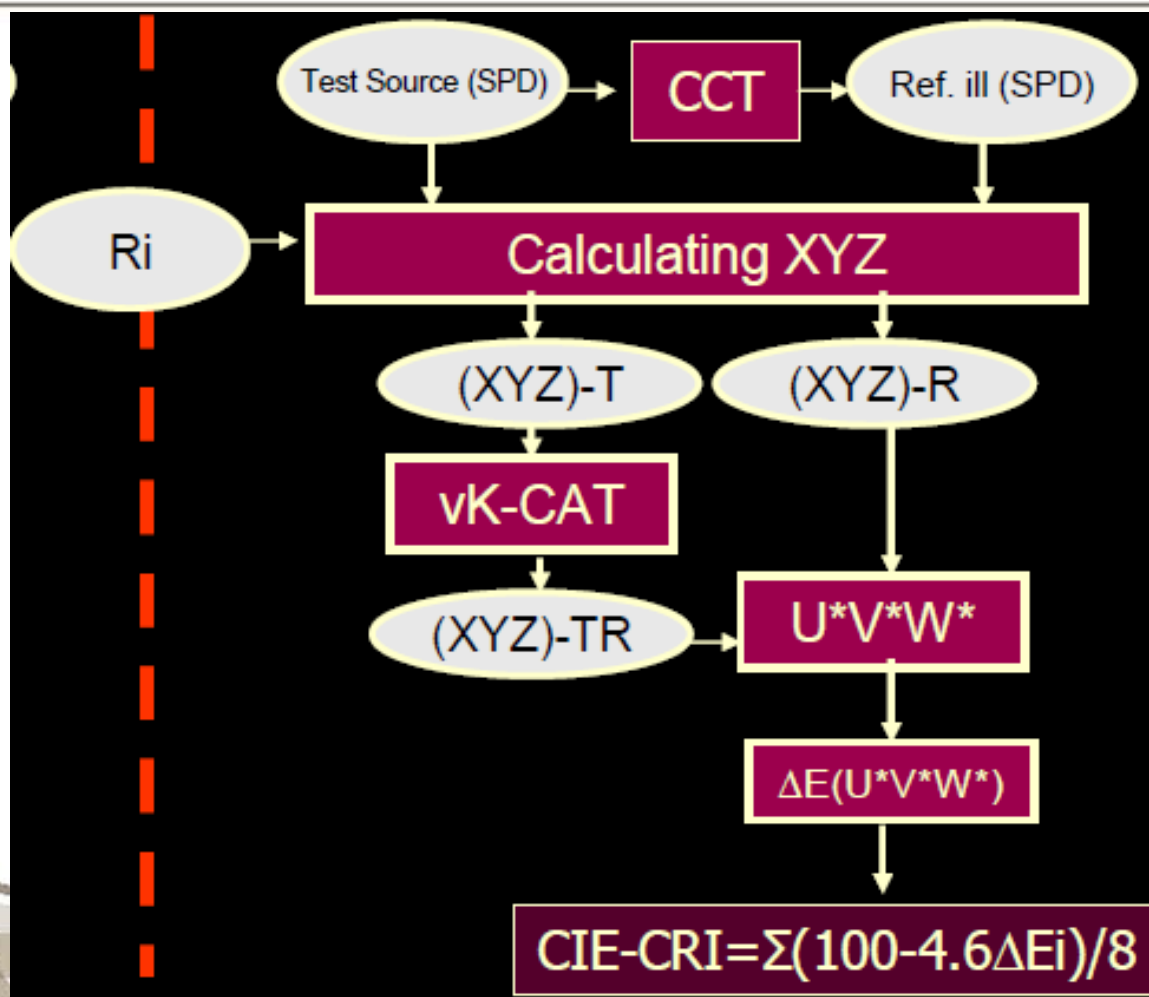 Test Source (SPD)
CCT
Ref. ill (SPD)
Ri
Calculating XYZ
(XYZ)-T
(XYZ)-R
vK-CAT
(XYZ)-TR
U*V*W*
ΔE(U*V*W*)
CIE-CRI=Σ(100-4.6ΔEi)/8